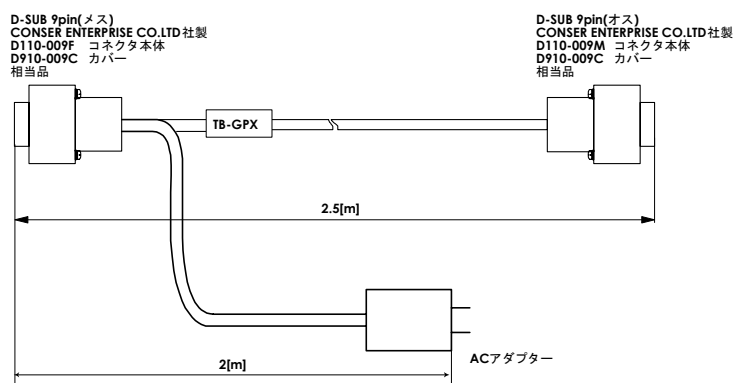 D-SUB 9pin(メス)
CONSER ENTERPRISE CO.LTD社製
D110-009F コネクタ本体
D910-009C カバー
相当品
D-SUB 9pin(オス)
CONSER ENTERPRISE CO.LTD社製
D110-009M コネクタ本体
D910-009C カバー
相当品
TB-GPX
2.5[m]
ACアダプター
2[m]